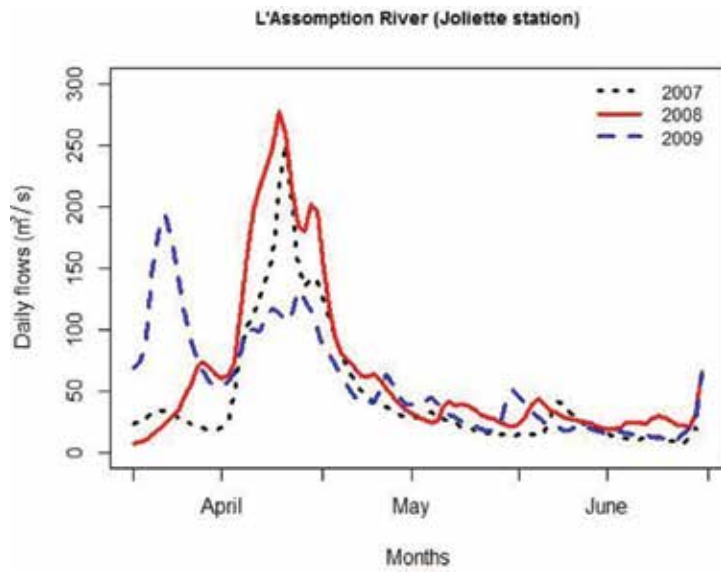 L'Assomption River (Joliette station)
2007
2008
2009
Daily flows (m³/ s)
300
250
200
150
100
50
0
April
May
June
Months